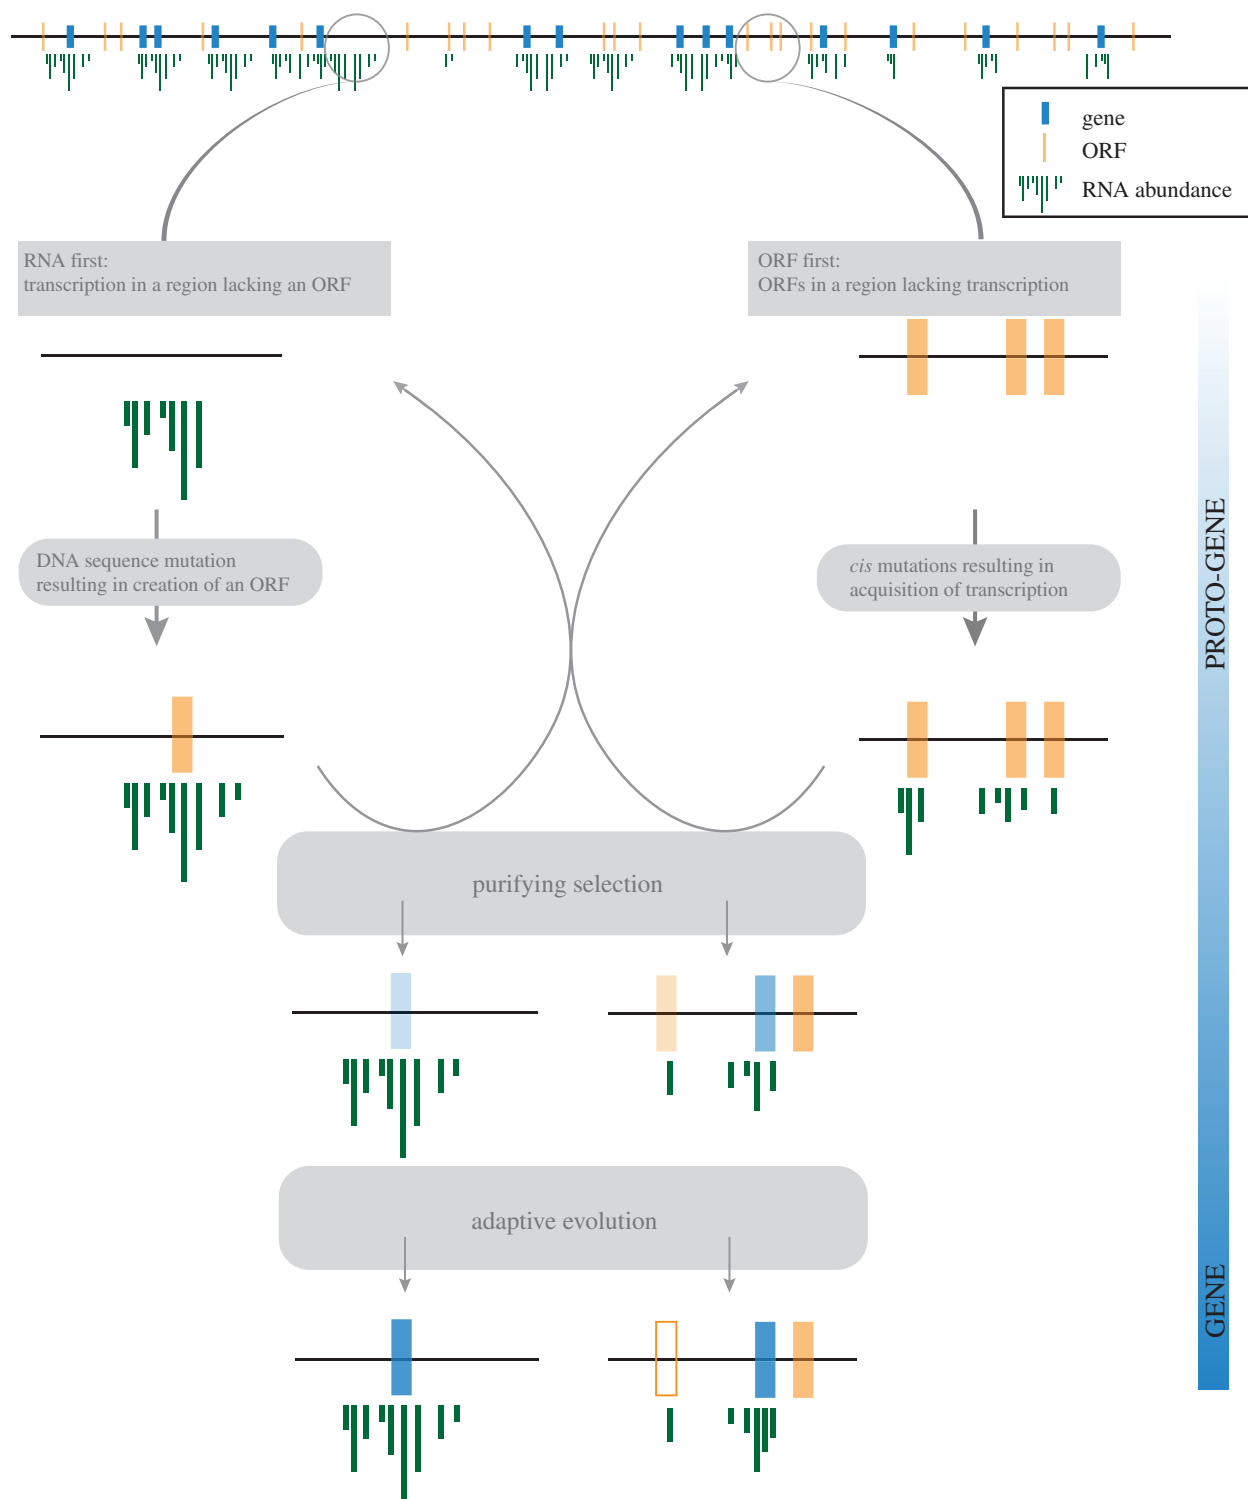 gene
ORF
RNA abundance
RNA first:
transcription in a region lacking an ORF
ORF first:
ORFs in a region lacking transcription
DNA sequence mutation
resulting in creation of an ORF
cis mutations resulting in
acquisition of transcription
PROTO-GENE
purifying selection
adaptive evolution
GENE